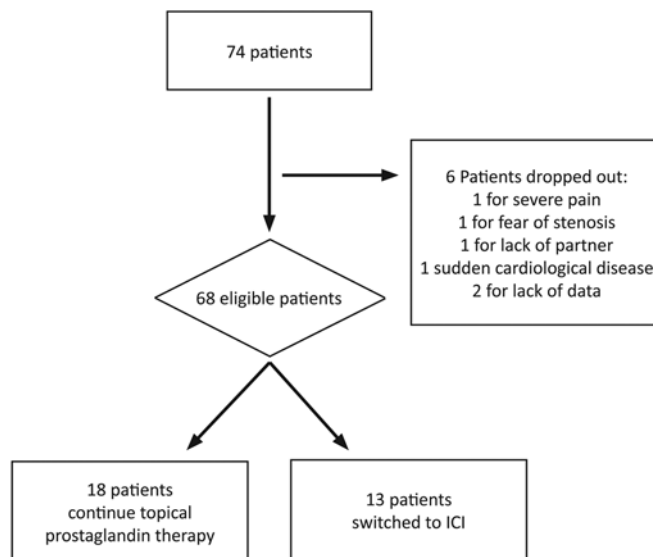 74 patients
6 Patients dropped out:
1 for severe pain
1 for fear of stenosis
1 for lack of partner
1 sudden cardiological disease
2 for lack of data
68 eligible patients
18 patients
continue topical
prostaglandin therapy
13 patients
switched to ICI